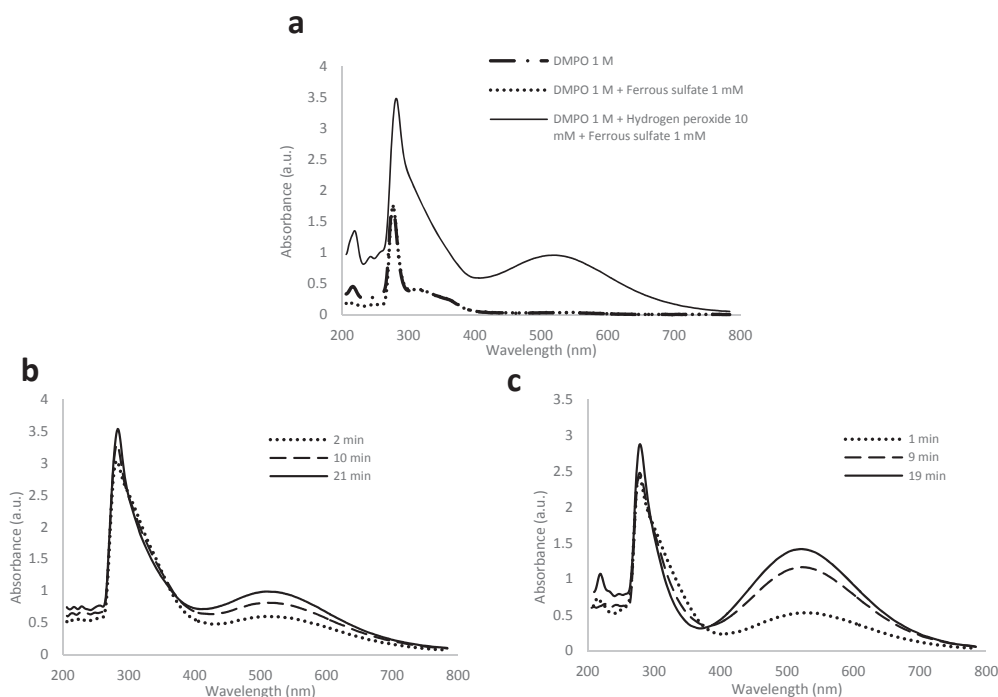 a
DMPO 1 M
DMPO 1 M + Ferrous sulfate 1 mM
DMPO 1 M + Hydrogen peroxide 10
mM + Ferrous sulfate 1 mM
Absorbance (a.u.)
4
3.5
3
2.5
2
1.5
1
0.5
0
200 300 400 500 600 700 800
Wavelength (nm)
b
2 min
10 min
21 min
Absorbance (a.u.)
4
3.5
3
2.5
2
1.5
1
0.5
0
200 300 400 500 600 700 800
Wavelength (nm)
c
1 min
9 min
19 min
Absorbance (a.u.)
3.5
3
2.5
2
1.5
1
0.5
0
200 300 400 500 600 700 800
Wavelength (nm)